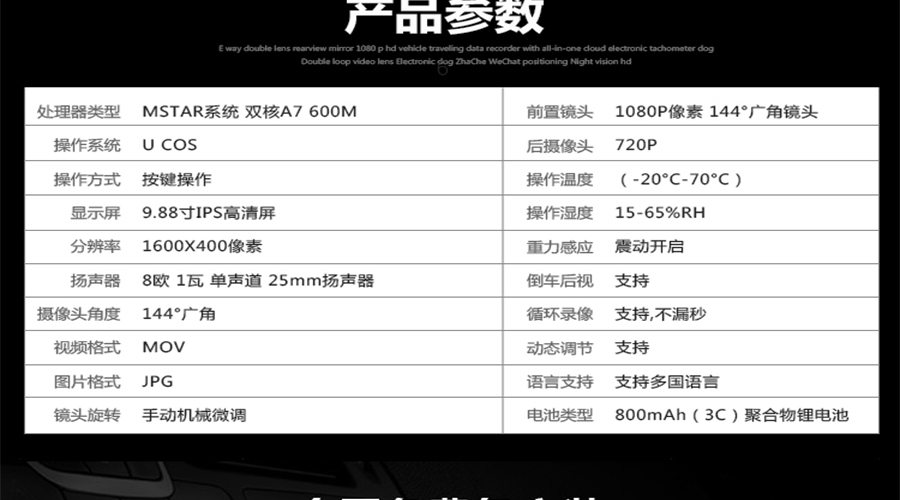 产品参数
E way double lens rearview mirror 1080 p hd vehicle traveling data recorder with all-in-one cloud electronic tachometer dog
Double loop video lens Electronic dog ZhaChe WeChat positioning Night vision hd
处理器类型 MSTAR系统 双核A7 600M 前置镜头 1080P像素 144°广角镜头
操作系统 U COS 后摄像头 720P
操作方式 按键操作 操作温度 （-20°C-70°C）
显示屏 9.88寸IPS高清屏 操作湿度 15-65%RH
分辨率 1600X400像素 重力感应 震动开启
扬声器 8欧 1瓦 单声道 25mm扬声器 倒车后视 支持
摄像头角度 144°广角 循环录像 支持,不漏秒
视频格式 MOV 动态调节 支持
图片格式 JPG 语言支持 支持多国语言
镜头旋转 手动机械微调 电池类型 800mAh（3C）聚合物锂电池